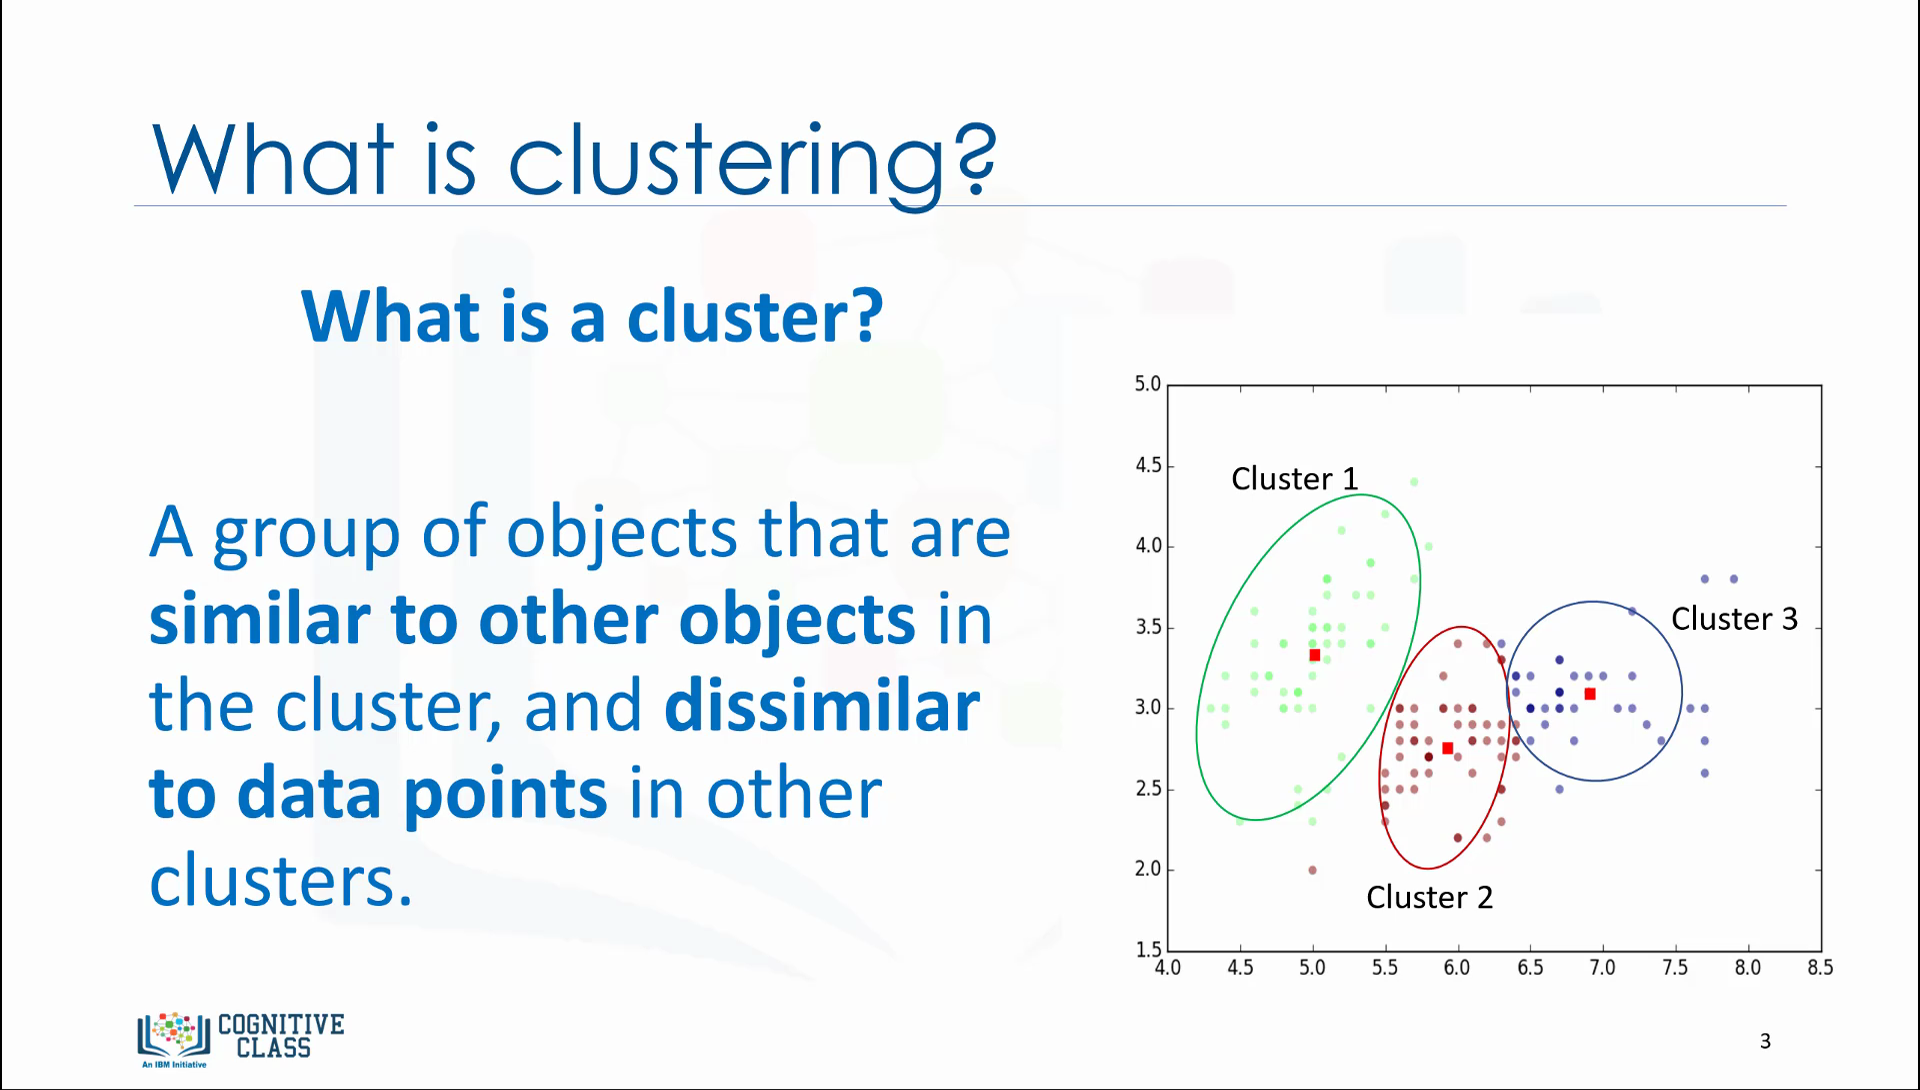 What is clustering?
What is a cluster?
A group of objects that are
similar to other objects in
the cluster, and dissimilar
to data points in other
clusters.
5.0
4.5
4.0
3.5
3.0
2.5
2.0
1.5
4.0 4.5 5.0 5.5 6.0 6.5 7.0 7.5 8.0 8.5
Cluster 1
Cluster 3
Cluster 2
COGNITIVE
CLASS
An IBM Initiative
3